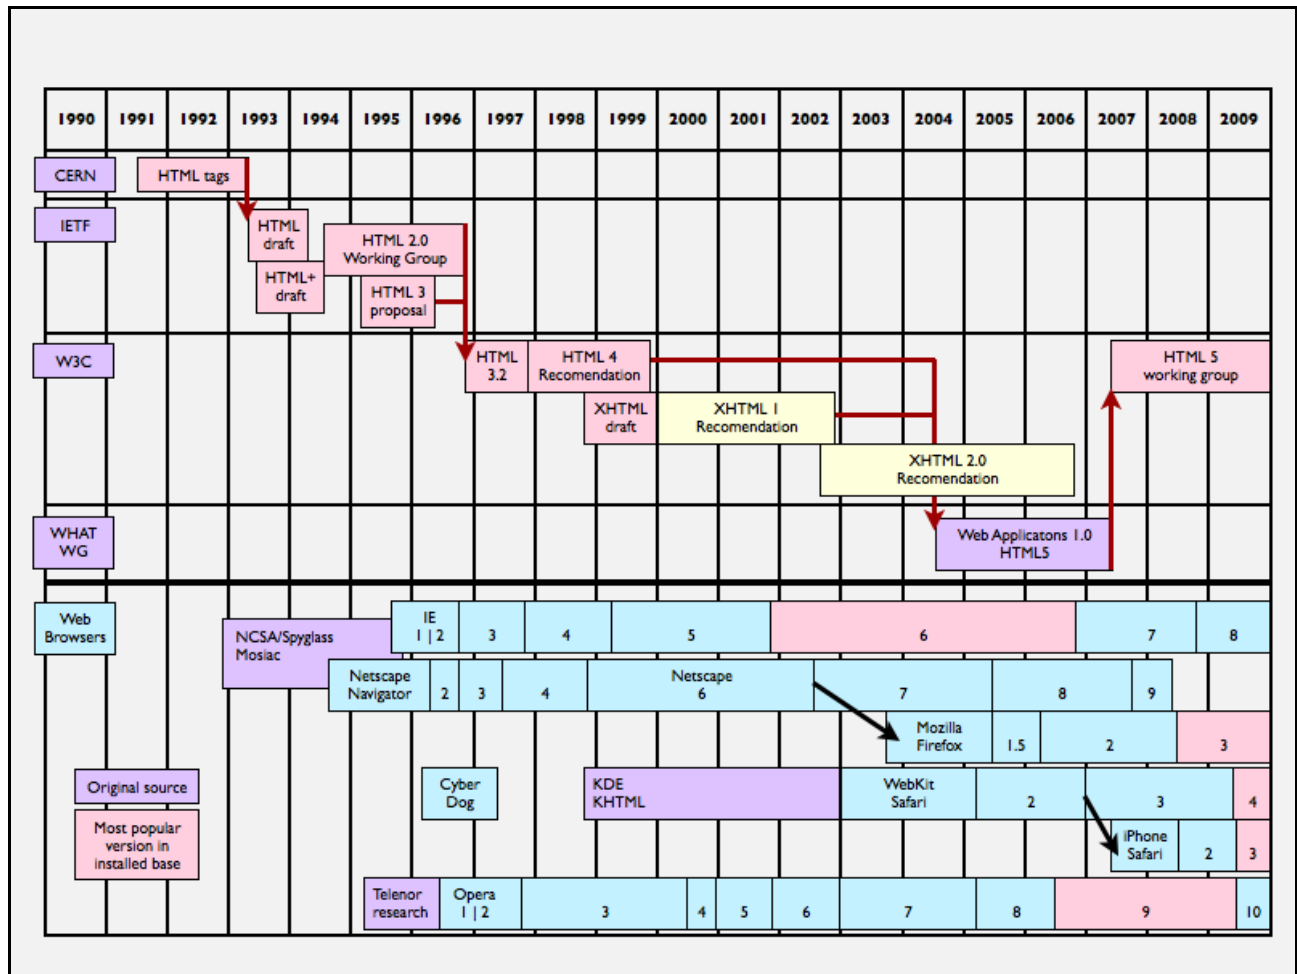 1990 1991 1992 1993 1994 1995 1996 1997 1998 1999 2000 2001 2002 2003 2004 2005 2006 2007 2008 2009
CERN
HTML tags
IETF
HTML
draft
HTML+
draft
HTML 2.0
Working Group
HTML 3
proposal
W3C
HTML
3.2
HTML 4
Recomendation
XHTML
draft
XHTML 1
Recomendation
XHTML 2.0
Recomendation
HTML 5
working group
WHAT
WG
Web Applicatons 1.0
HTML5
Web
Browsers
NCSA/Spyglass
Mosiac
IE
1 | 2
3
4
5
6
7
8
Netscape
Navigator
2
3
4
Netscape
6
7
8
9
Mozilla
Firefox
1.5
2
3
Original source
Most popular
version in
installed base
Cyber
Dog
KDE
KHTML
WebKit
Safari
2
3
4
iPhone
Safari
2
3
Telenor
research
Opera
1 | 2
3
4
5
6
7
8
9
10